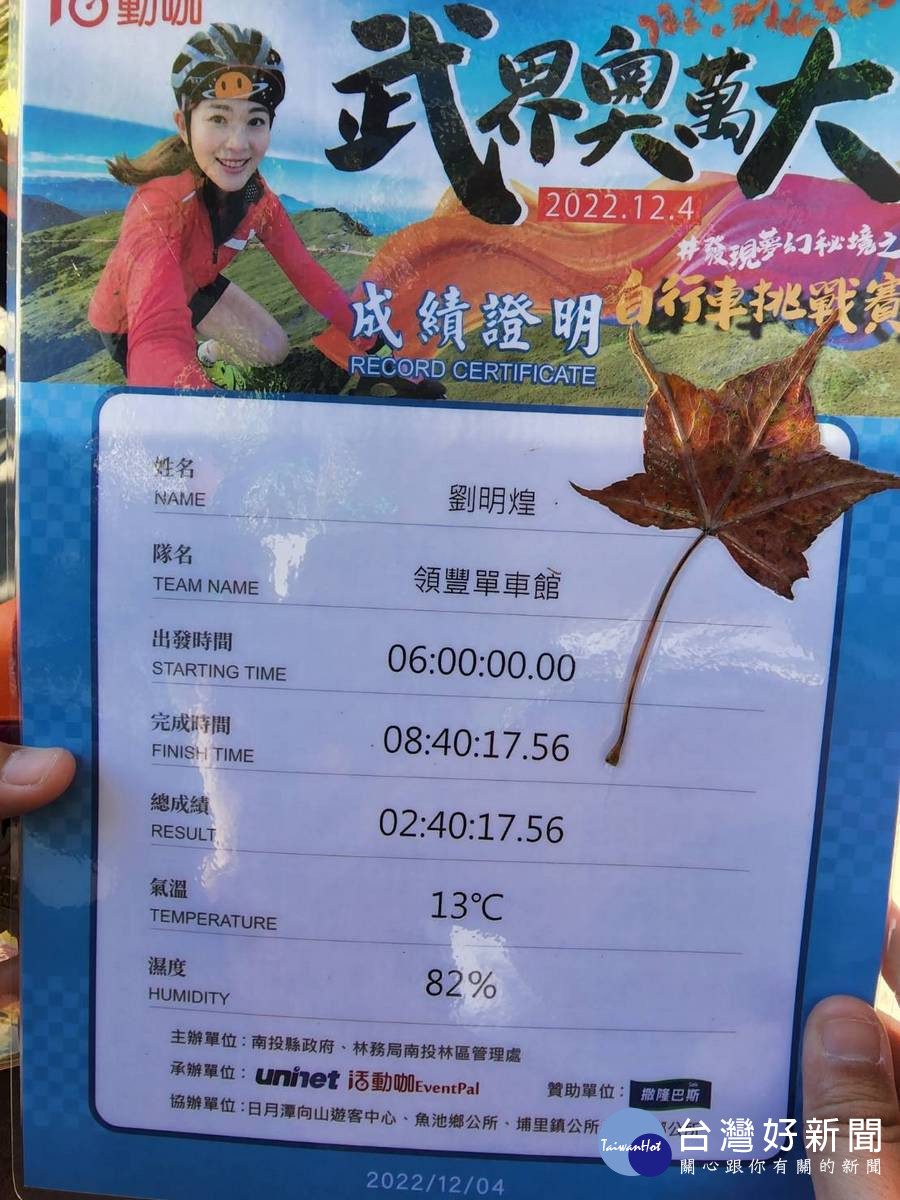 活動咖
武界奧萬大
2022.12.4
#發現夢幻秘境之
自行車挑戰賽
成績證明
RECORD CERTIFICATE
姓名
NAME
劉明煌
隊名
TEAM NAME
領豐單車館
出發時間
STARTING TIME
06:00:00.00
完成時間
FINISH TIME
08:40:17.56
總成績
RESULT
02:40:17.56
氣溫
TEMPERATURE
13℃
濕度
HUMIDITY
82%
主辦單位：南投縣政府、林務局南投林區管理處
承辦單位：uninet 活動咖EventPal
贊助單位：撒隆巴斯
協辦單位：日月潭向山遊客中心、魚池鄉公所、埔里鎮公所
2022/12/04
TaiwanHot
台灣好新聞
關心跟你有關的新聞